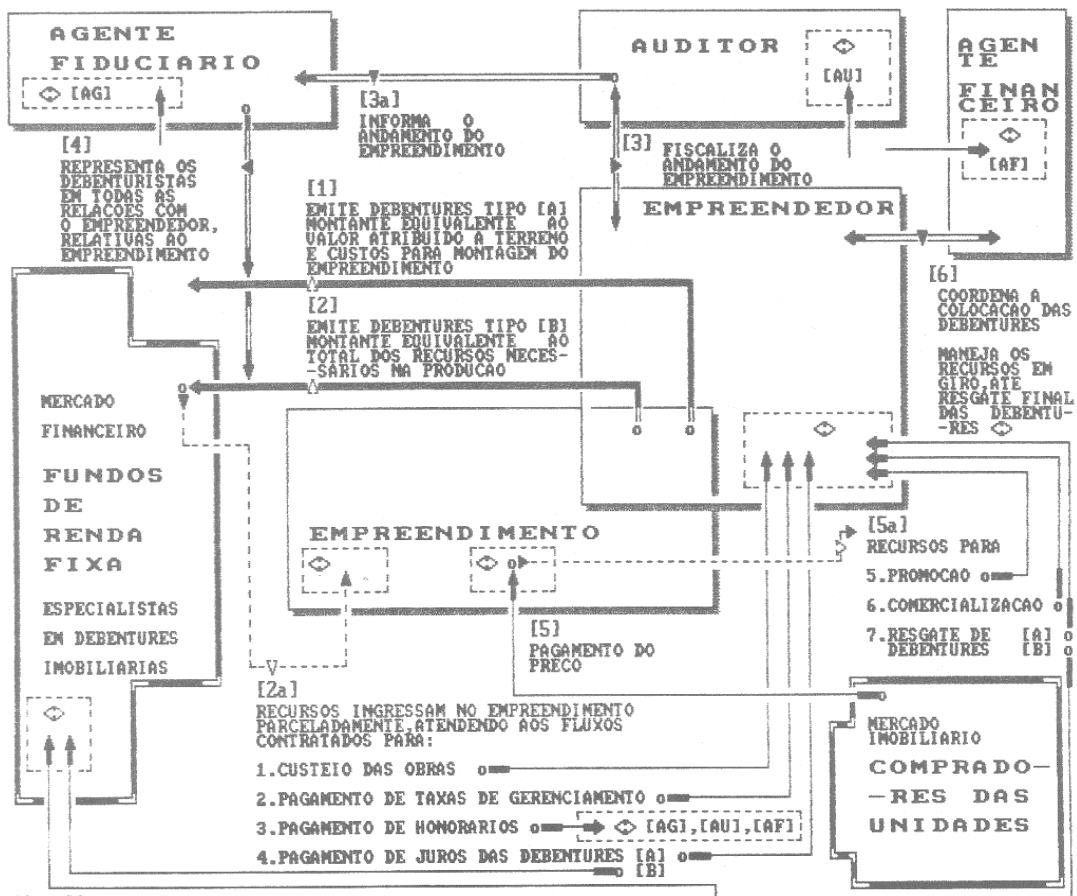 AGENTE
FIDUCIARIO
[AG]
AUDITOR
[AU]
AGEN
TE
FINAN
CEIRO
[AF]
[3a]
INFORMA O
ANDAMENTO DO
EMPREENDIMENTO
[3]
FISCALIZA O
ANDAMENTO DO
EMPREENDIMENTO
[4]
REPRESENTA OS
DEBENTURISTAS
EM TODAS AS
RELACOES COM
O EMPREENDEDOR,
RELATIVAS AO
EMPREENDIMENTO
[1]
EMITE DEBENTURES TIPO [A]
MONTANTE EQUIVALENTE AO
VALOR ATRIBUIDO A TERRENO
E CUSTOS PARA MONTAGEM DO
EMPREENDIMENTO
[2]
EMITE DEBENTURES TIPO [B]
MONTANTE EQUIVALENTE AO
TOTAL DOS RECURSOS NECES-
-SARIOS NA PRODUCAO
EMPREENDEDOR
[6]
COORDENA A
COLOCACAO DAS
DEBENTURES
MANEJA OS
RECURSOS EM
GIRO,ATE
RESGATE FINAL
DAS DEBENTU-
-RES
MERCADO
FINANCEIRO
FUNDOS
DE
RENDA
FIXA
ESPECIALISTAS
EM DEBENTURES
IMOBILIARIAS
EMPREENDIMENTO
[5]
PAGAMENTO DO
PRECO
[5a]
RECURSOS PARA
5.PROMOCAO
6.COMERCIALIZACAO
7.RESGATE DE [A]
DEBENTURES [B]
[2a]
RECURSOS INGRESSAM NO EMPREENDIMENTO
PARCELADAMENTE,ATENDENDO AOS FLUXOS
CONTRATADOS PARA:
1.CUSTEIO DAS OBRAS
2.PAGAMENTO DE TAXAS DE GERENCIAMENTO
3.PAGAMENTO DE HONORARIOS [AG],[AU],[AF]
4.PAGAMENTO DE JUROS DAS DEBENTURES [A]
[B]
MERCADO
IMOBILIARIO
COMPRADO-
-RES DAS
UNIDADES